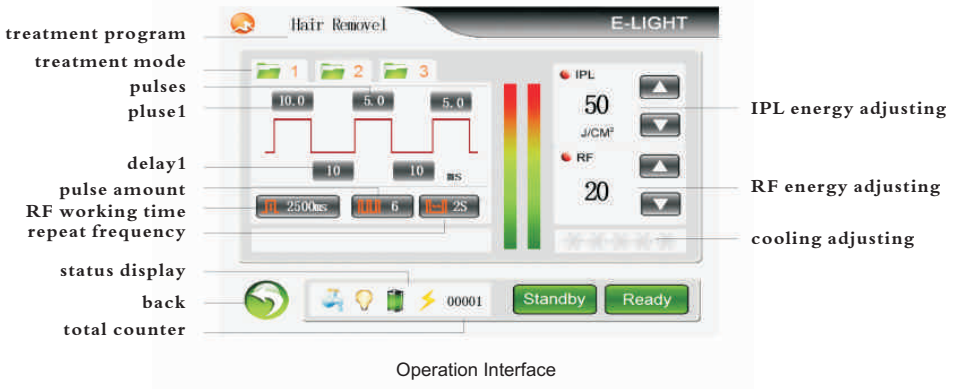 Hair Removel
E-LIGHT
treatment program
treatment mode
pulses
pluse1
delay1
pulse amount
RF working time
repeat frequency
status display
back
total counter
1 2 3
10.0 5.0 5.0
10 10 ms
2500ms 6 2S
IPL
50
J/CM²
RF
20
IPL energy adjusting
RF energy adjusting
cooling adjusting
00001
Standby Ready
Operation Interface